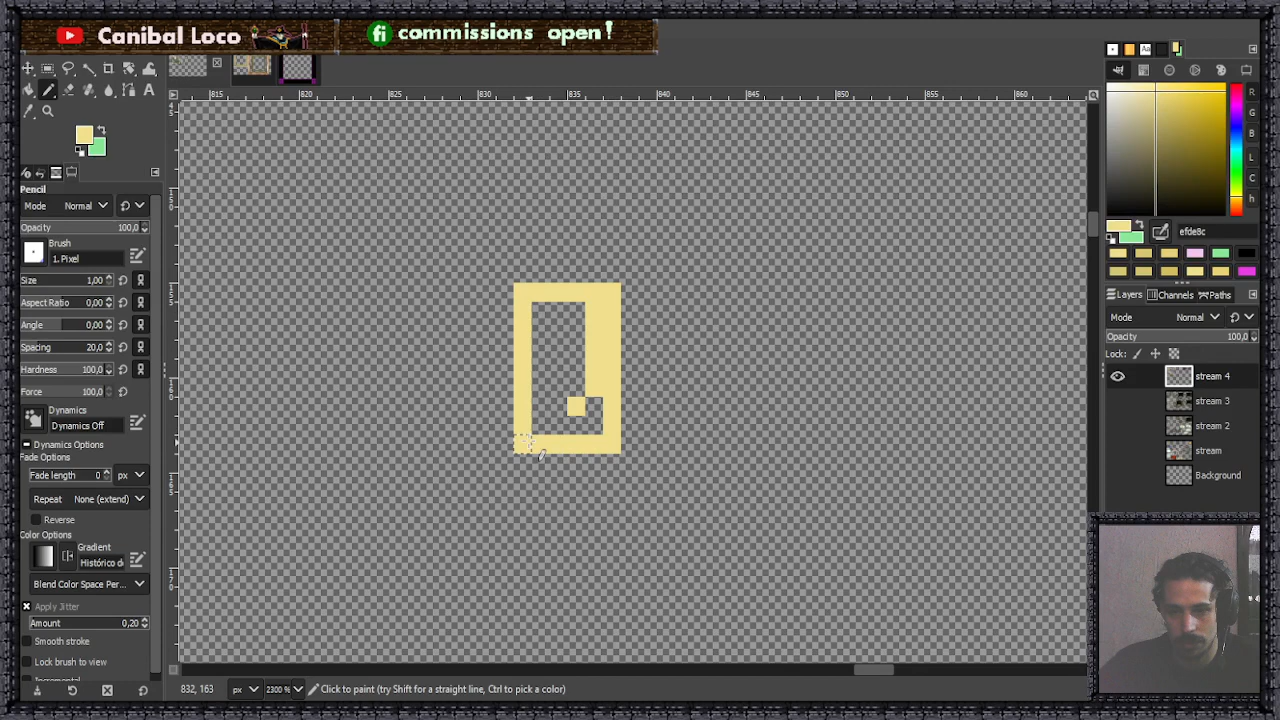 Canibal Loco
fi commissions open!
815 820 825 830 835 840 845 850 855 860
Pencil
Mode Normal
Opacity 100,0
Brush
1. Pixel
Size 1,00
Aspect Ratio 0,00
Angle 0,00
Spacing 20,0
Hardness 100,0
Force 100,0
Dynamics
Dynamics Off
Dynamics Options
Fade Options
Fade length 0 px
Repeat None (extend)
Reverse
Color Options
Gradient
Histórico d
Blend Color Space Per...
Apply Jitter
Amount 0,20
Smooth stroke
Lock brush to view
Incremental
832, 163 px 2300 % Click to paint (try Shift for a straight line, Ctrl to pick a color)
Aa
R
G
B
L
C
h
efde8c
Layers Channels Paths
Mode Normal
Opacity 100,0
Lock:
stream 4
stream 3
stream 2
stream
Background